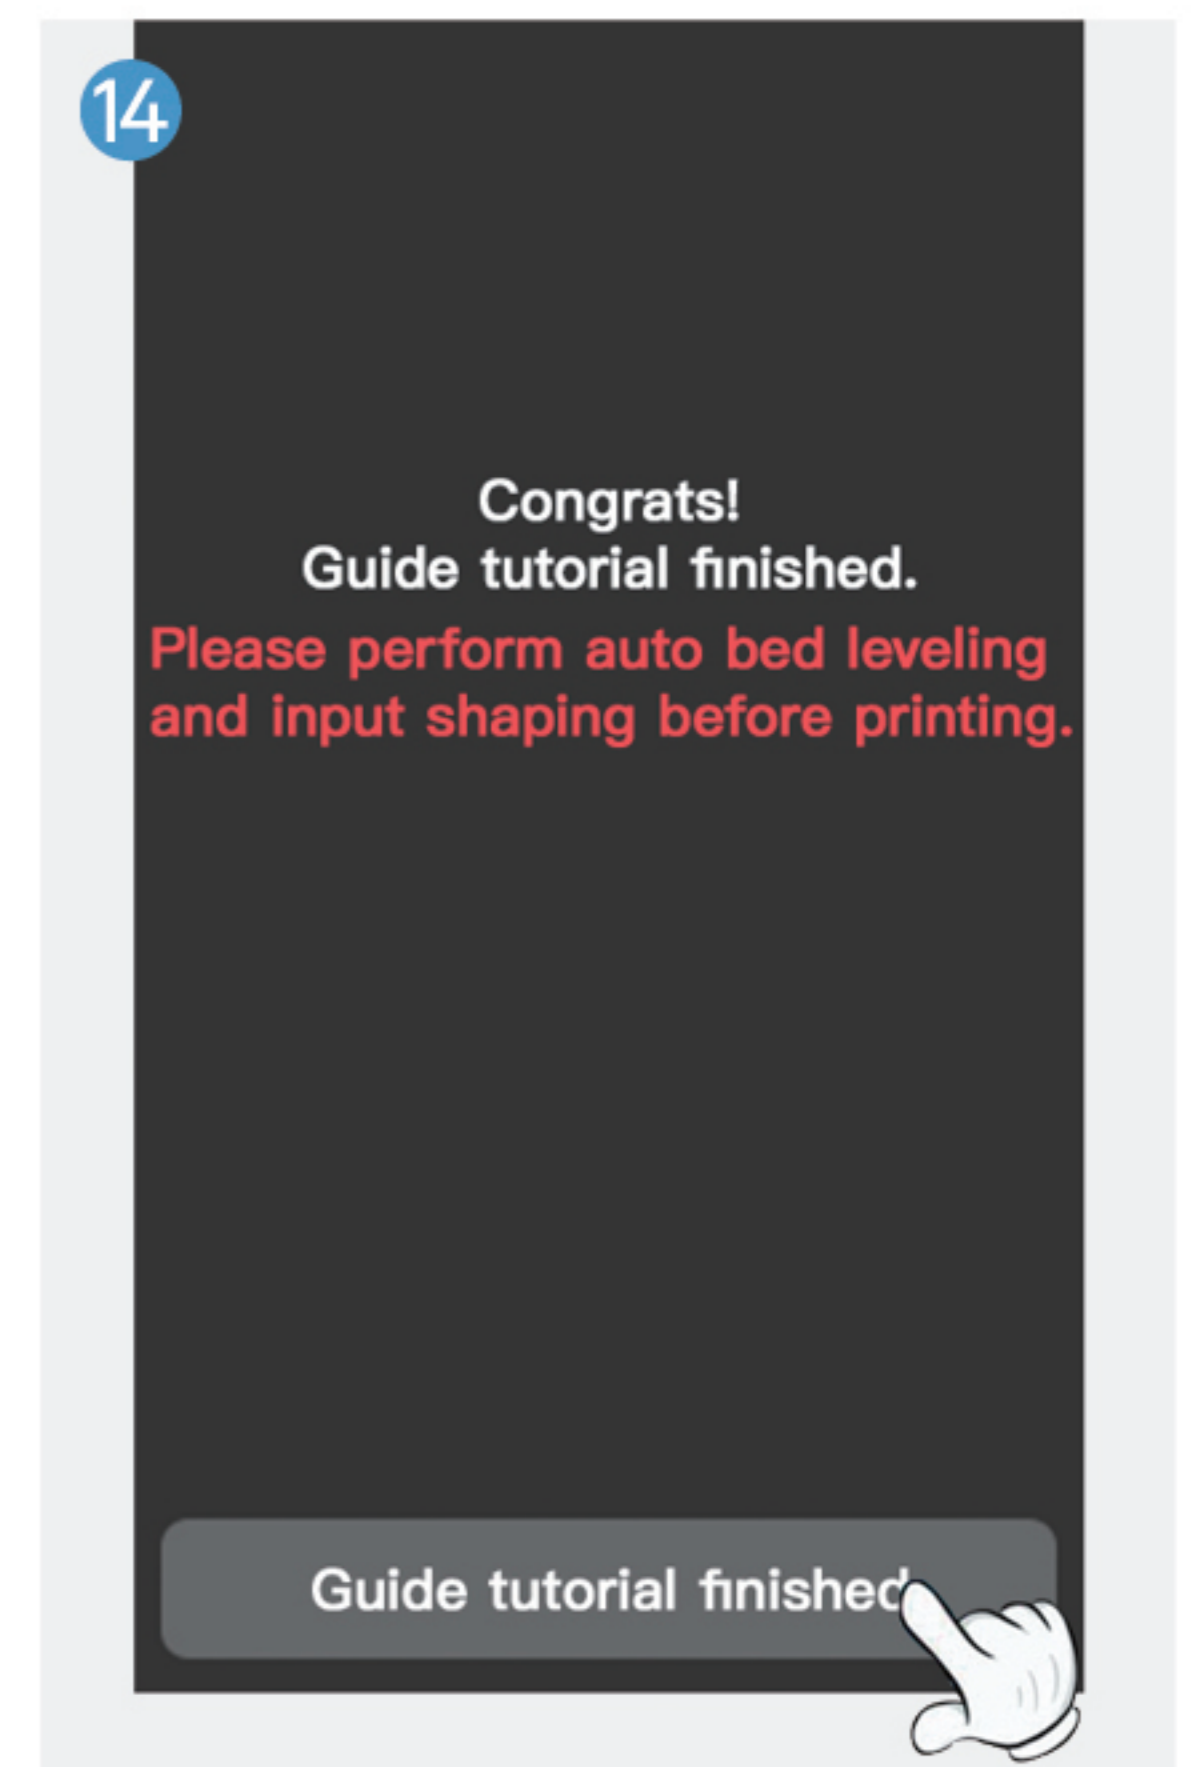 14
Congrats!
Guide tutorial finished.
Please perform auto bed leveling
and input shaping before printing.
Guide tutorial finished